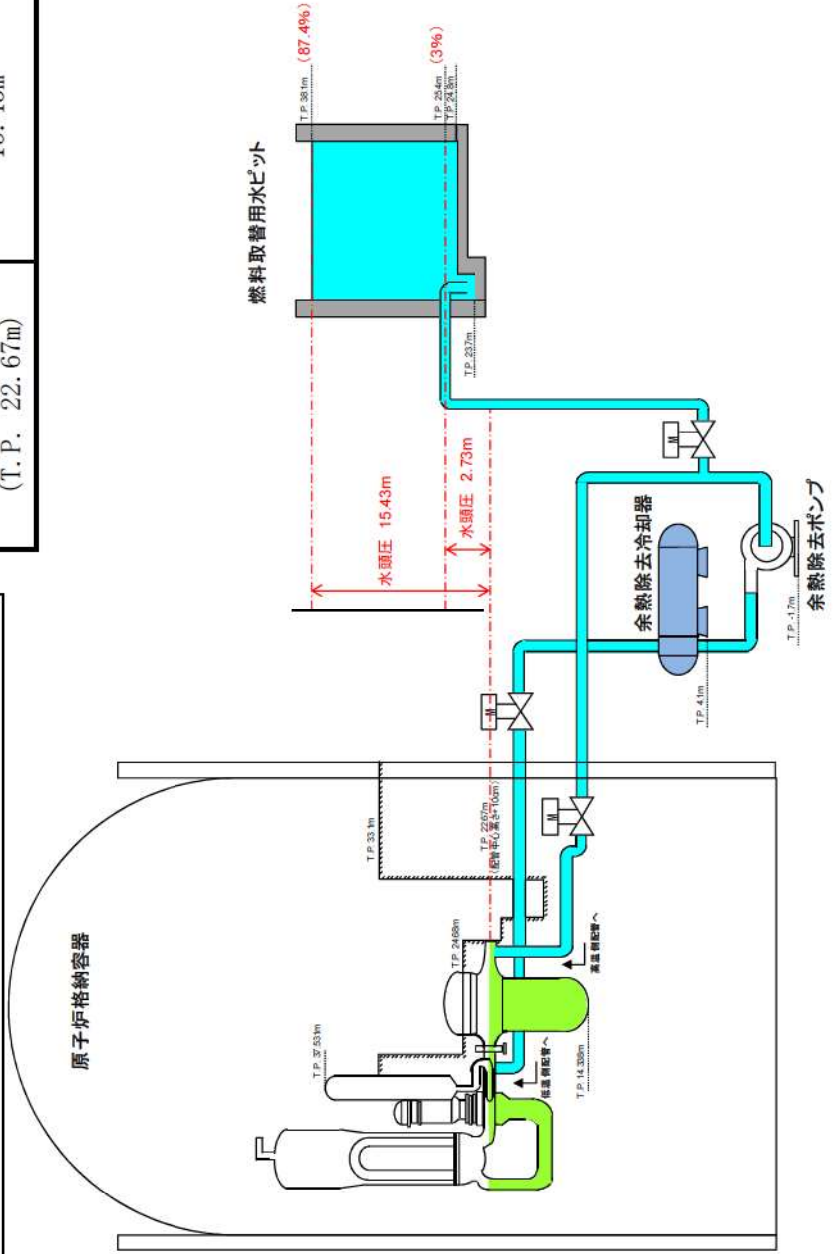 (T.P. 22.67m)
原子炉格納容器
燃料取替用水ピット
T.P. 38.1m
(87.4%)
T.P. 25.4m
(3%)
T.P. 24.8m
T.P. 23.7m
水頭圧 15.43m
水頭圧 2.73m
T.P. 33.1m
T.P. 37.531m
T.P. 24.68m
T.P. 22.67m
(配管中心高さ+10cm)
M
M
M
余熱除去冷却器
T.P. 4.1m
T.P. -1.7m
余熱除去ポンプ
高温側配管へ
低温側配管へ
T.P. 14.338m